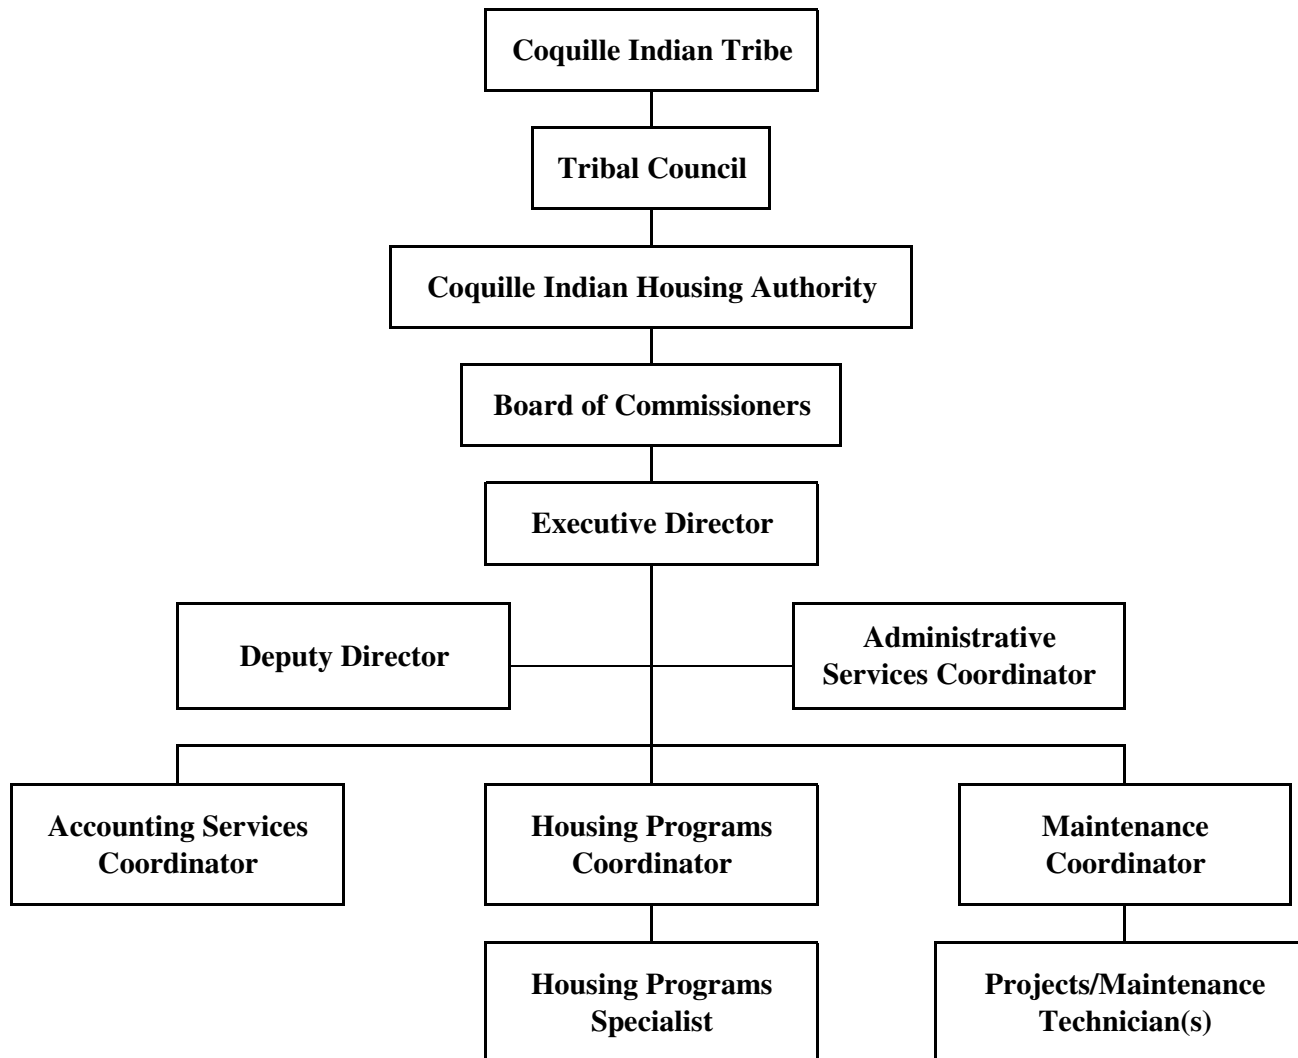 Coquille Indian Tribe
Tribal Council
Coquille Indian Housing Authority
Board of Commissioners
Executive Director
Deputy Director
Administrative
Services Coordinator
Accounting Services
Coordinator
Housing Programs
Coordinator
Maintenance
Coordinator
Housing Programs
Specialist
Projects/Maintenance
Technician(s)